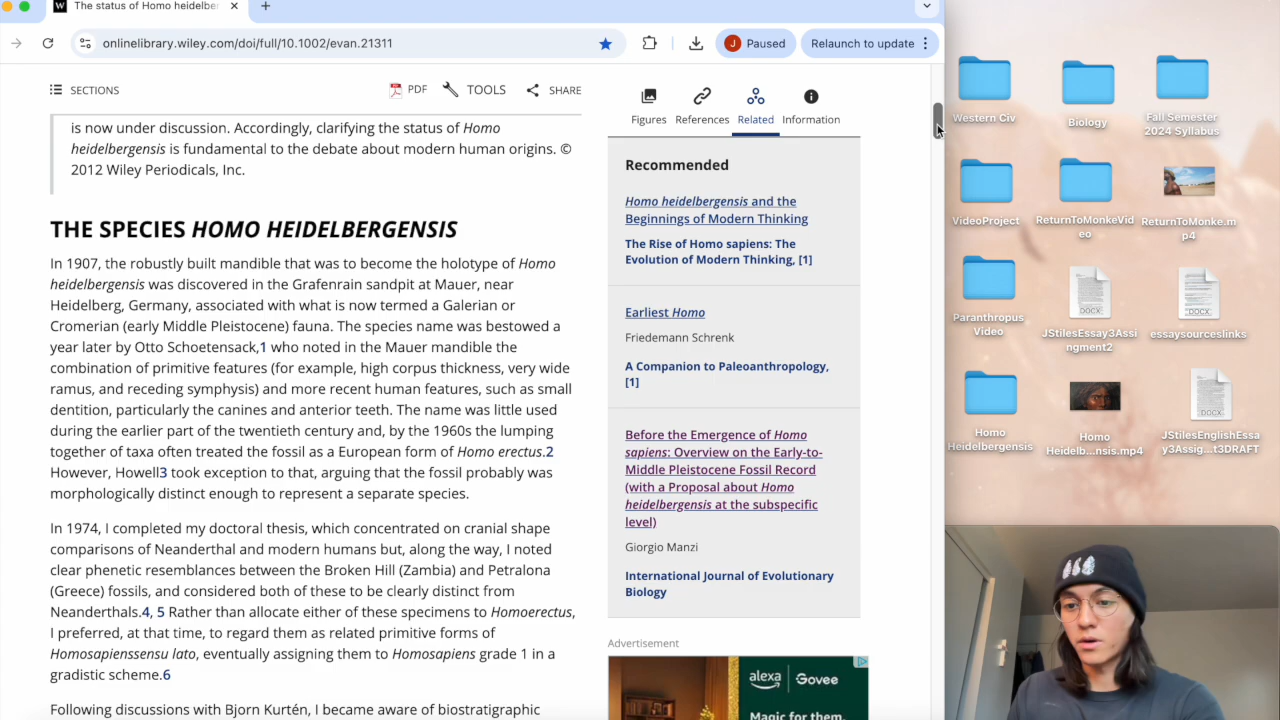 The status of Homo heidelber
onlinelibrary.wiley.com/doi/full/10.1002/evan.21311
J
Paused
Relaunch to update
SECTIONS
PDF
TOOLS
SHARE
is now under discussion. Accordingly, clarifying the status of Homo
heidelbergensis is fundamental to the debate about modern human origins. ©
2012 Wiley Periodicals, Inc.
THE SPECIES HOMO HEIDELBERGENSIS
In 1907, the robustly built mandible that was to become the holotype of Homo
heidelbergensis was discovered in the Grafenrain sandpit at Mauer, near
Heidelberg, Germany, associated with what is now termed a Galerian or
Cromerian (early Middle Pleistocene) fauna. The species name was bestowed a
year later by Otto Schoetensack,1 who noted in the Mauer mandible the
combination of primitive features (for example, high corpus thickness, very wide
ramus, and receding symphysis) and more recent human features, such as small
dentition, particularly the canines and anterior teeth. The name was little used
during the earlier part of the twentieth century and, by the 1960s the lumping
together of taxa often treated the fossil as a European form of Homo erectus.2
However, Howell3 took exception to that, arguing that the fossil probably was
morphologically distinct enough to represent a separate species.
In 1974, I completed my doctoral thesis, which concentrated on cranial shape
comparisons of Neanderthal and modern humans but, along the way, I noted
clear phenetic resemblances between the Broken Hill (Zambia) and Petralona
(Greece) fossils, and considered both of these to be clearly distinct from
Neanderthals.4, 5 Rather than allocate either of these specimens to Homoerectus,
I preferred, at that time, to regard them as related primitive forms of
Homosapienssensu lato, eventually assigning them to Homosapiens grade 1 in a
gradistic scheme.6
Following discussions with Bjorn Kurtén, I became aware of biostratigraphic
Figures
References
Related
Information
Recommended
Homo heidelbergensis and the
Beginnings of Modern Thinking
The Rise of Homo sapiens: The
Evolution of Modern Thinking, [1]
Earliest Homo
Friedemann Schrenk
A Companion to Paleoanthropology,
[1]
Before the Emergence of Homo
sapiens: Overview on the Early-to-
Middle Pleistocene Fossil Record
(with a Proposal about Homo
heidelbergensis at the subspecific
level)
Giorgio Manzi
International Journal of Evolutionary
Biology
Advertisement
alexa
Govee
Magic for them.
Western Civ
Biology
Fall Semester
2024 Syllabus
VideoProject
ReturnToMonkeVid
eo
ReturnToMonke.m
p4
Paranthropus
Video
DOCX
JStilesEssay3Assi
ngment2
DOCX
essaysourceslinks
Homo
Heidelbergensis
Homo
Heidelb...nsis.mp4
DOCX
JStilesEnglishEssa
y3Assig...t3DRAFT